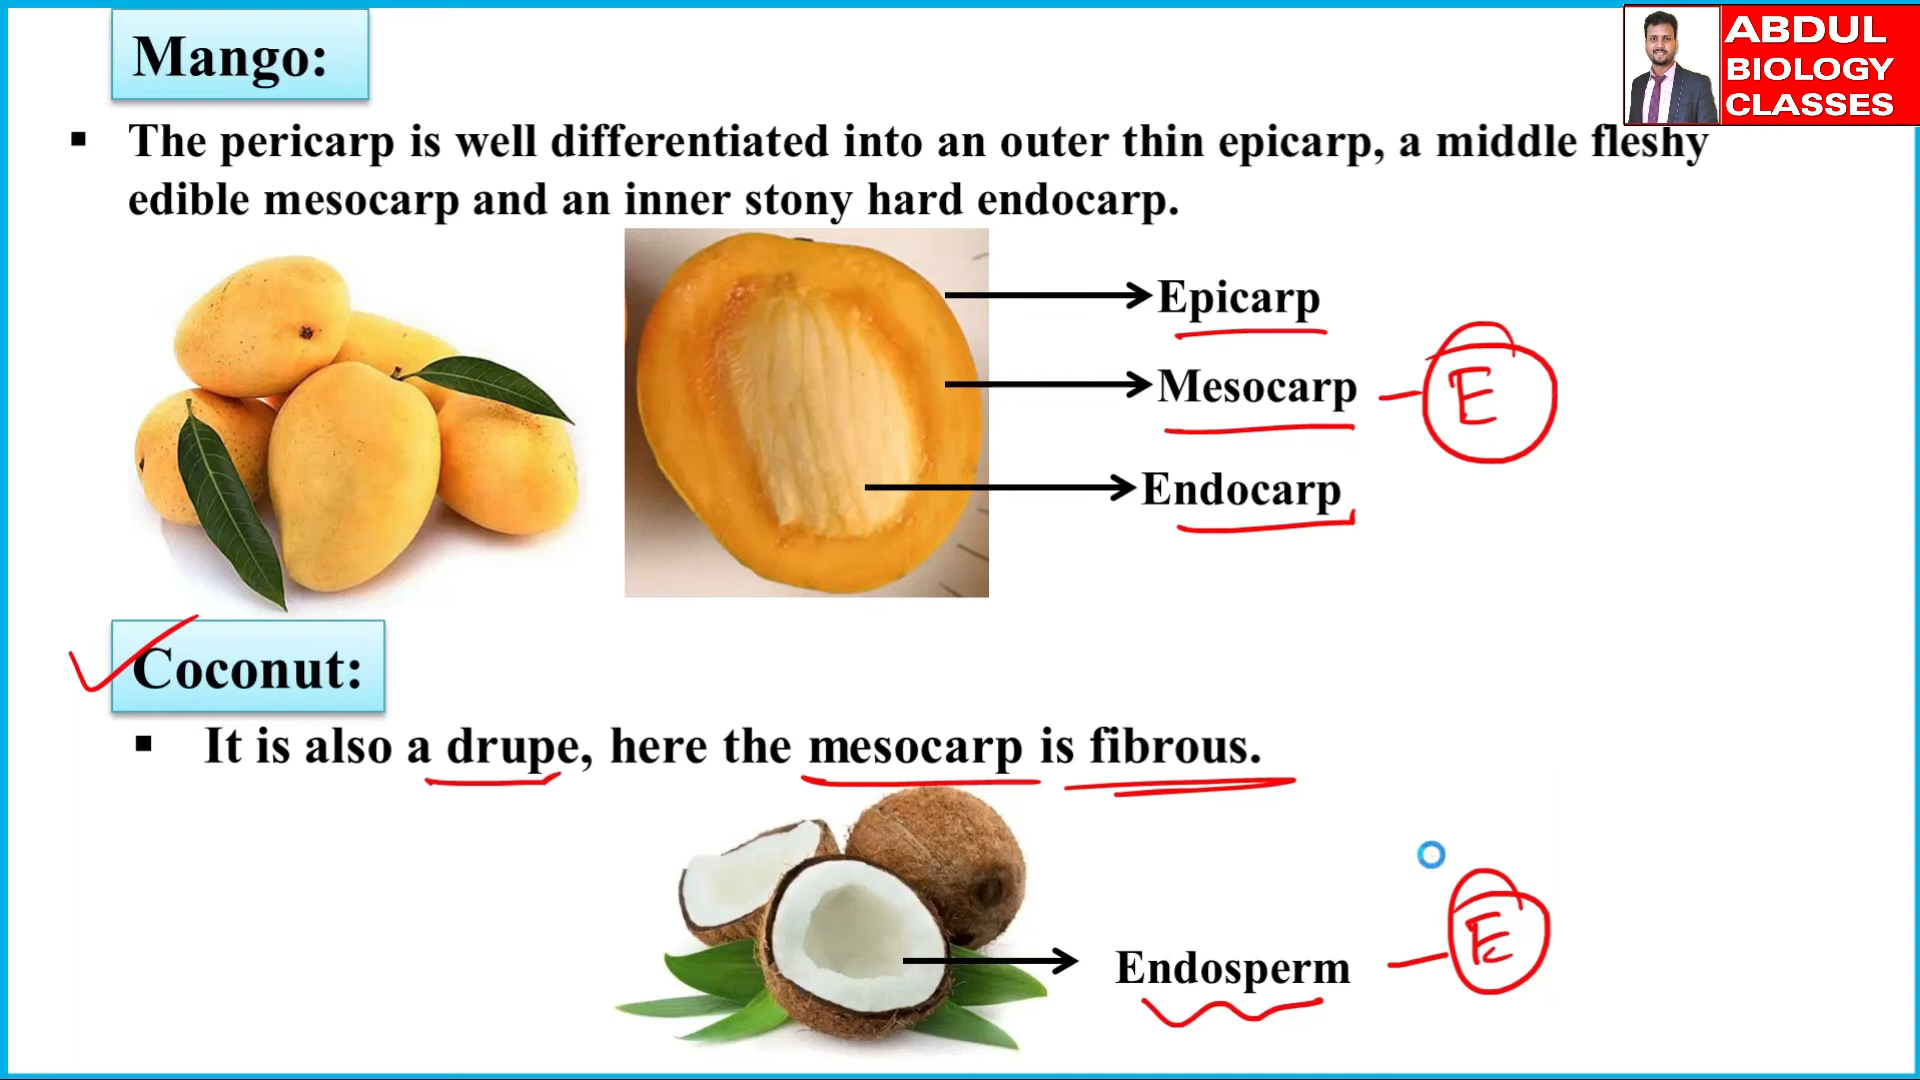 Mango:
ABDUL
BIOLOGY
CLASSES
▪ The pericarp is well differentiated into an outer thin epicarp, a middle fleshy
edible mesocarp and an inner stony hard endocarp.
Epicarp
Mesocarp – E
Endocarp
Coconut:
▪ It is also a drupe, here the mesocarp is fibrous.
Endosperm – E